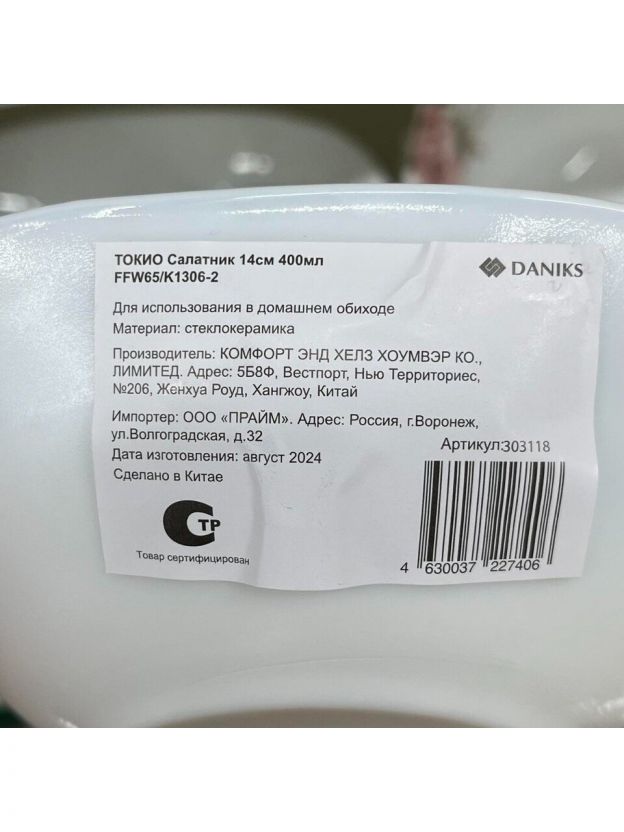 ТОКИО Салатник 14см 400мл
FFW65/K1306-2
DANIKS
Для использования в домашнем обиходе
Материал: стеклокерамика
Производитель: КОМФОРТ ЭНД ХЕЛЗ ХОУМВЭР КО.,
ЛИМИТЕД. Адрес: 5Б8Ф, Вестпорт, Нью Территориес,
№206, Женхуа Роуд, Хангжоу, Китай
Импортер: ООО «ПРАЙМ». Адрес: Россия, г.Воронеж,
ул.Волгоградская, д.32
Дата изготовления: август 2024
Сделано в Китае
Артикул:303118
СТР
Товар сертифицирован
4 630037 227406